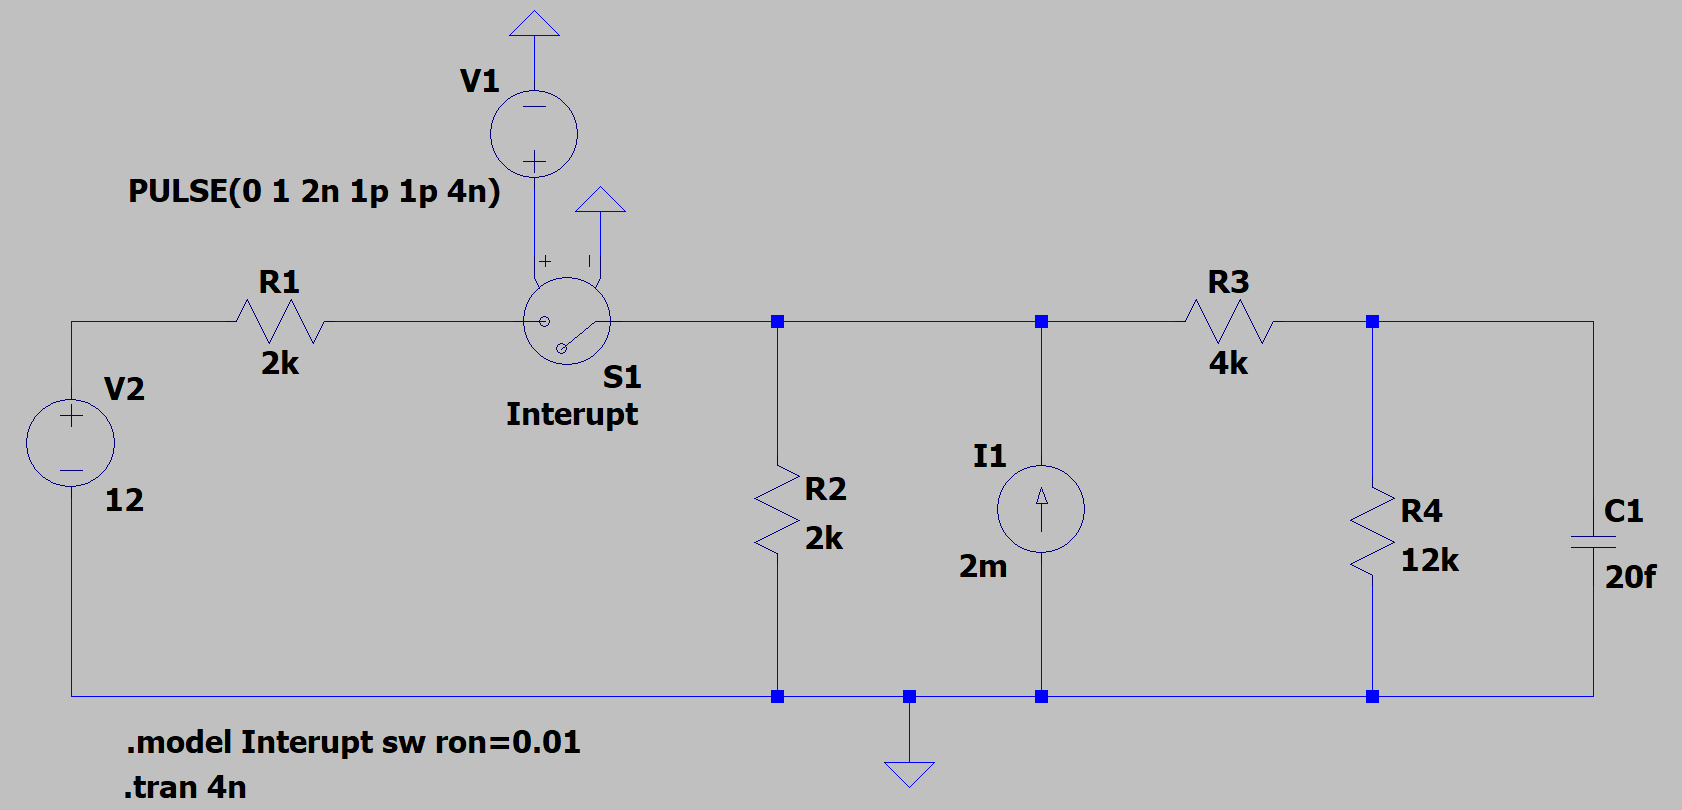 V1
PULSE(0 1 2n 1p 1p 4n)
R1
2k
V2
12
S1
Interupt
R2
2k
I1
2m
R3
4k
R4
12k
C1
20f
.model Interupt sw ron=0.01
.tran 4n